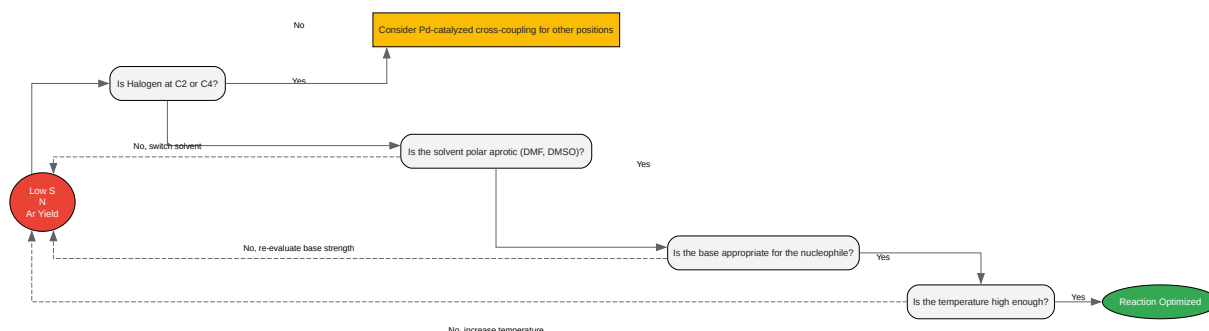 No
Consider Pd-catalyzed cross-coupling for other positions
Is Halogen at C2 or C4?
Yes
No, switch solvent
Is the solvent polar aprotic (DMF, DMSO)?
Yes
Low S
N
Ar Yield
No, re-evaluate base strength
Is the base appropriate for the nucleophile?
Yes
Is the temperature high enough?
Yes
Reaction Optimized
No, increase temperature